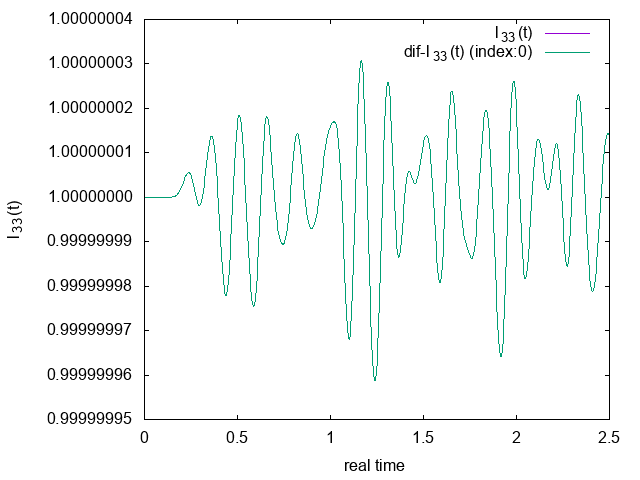 1.00000004
1.00000003
1.00000002
1.00000001
1.00000000
0.99999999
0.99999998
0.99999997
0.99999996
0.99999995
0 0.5 1 1.5 2 2.5
I33(t)
real time
I33(t)
dif-I33(t) (index:0)